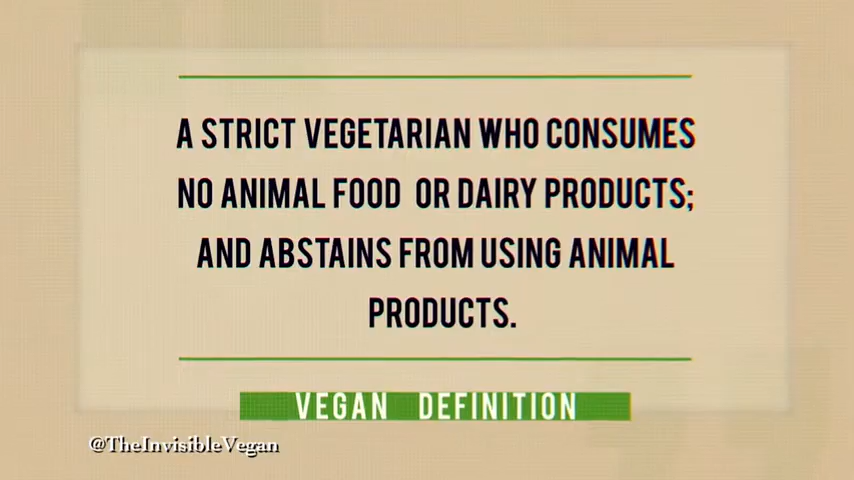 A STRICT VEGETARIAN WHO CONSUMES
NO ANIMAL FOOD OR DAIRY PRODUCTS;
AND ABSTAINS FROM USING ANIMAL
PRODUCTS.
VEGAN DEFINITION
@TheInvisibleVegan